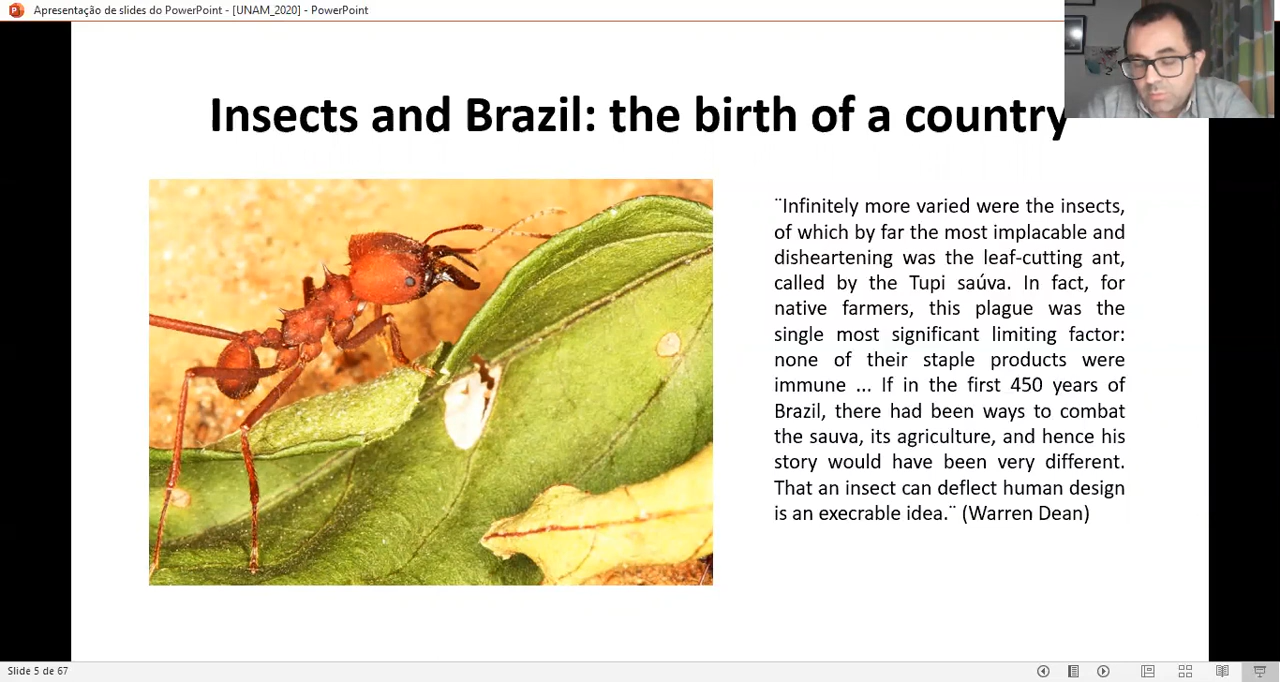 Apresentação de slides do PowerPoint - [UNAM_2020] - PowerPoint
Insects and Brazil: the birth of a country
¨Infinitely more varied were the insects,
of which by far the most implacable and
disheartening was the leaf-cutting ant,
called by the Tupi saúva. In fact, for
native farmers, this plague was the
single most significant limiting factor:
none of their staple products were
immune ... If in the first 450 years of
Brazil, there had been ways to combat
the sauva, its agriculture, and hence his
story would have been very different.
That an insect can deflect human design
is an execrable idea.¨ (Warren Dean)
Slide 5 de 67